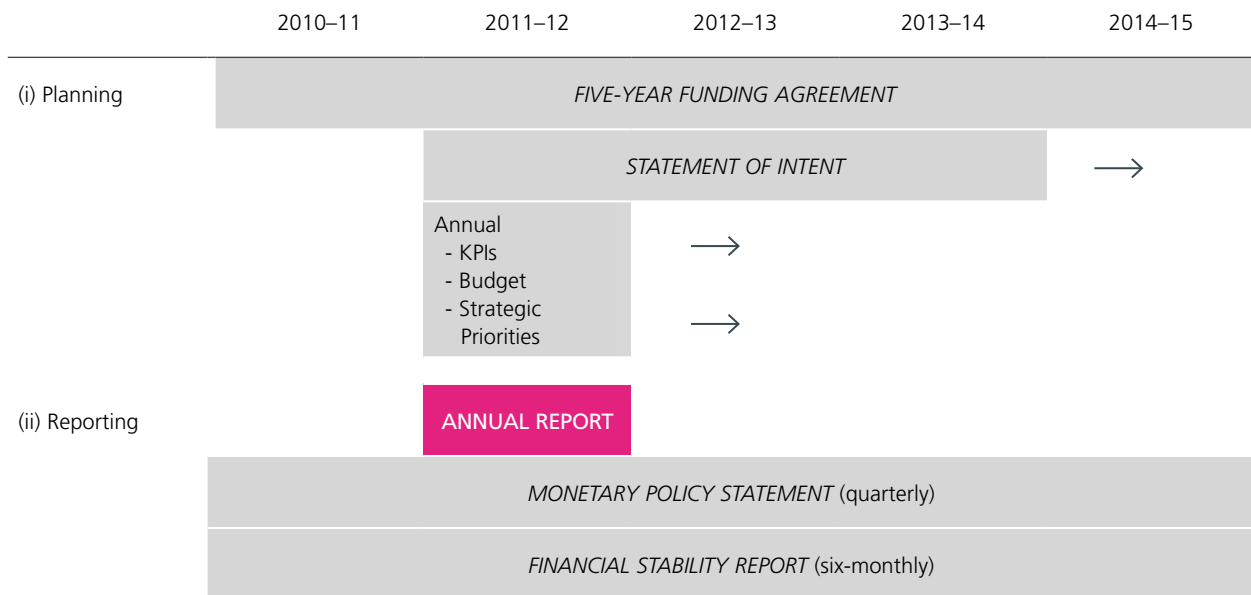 2010–11 2011–12 2012–13 2013–14 2014–15
(i) Planning FIVE-YEAR FUNDING AGREEMENT
STATEMENT OF INTENT
Annual
- KPIs
- Budget
- Strategic
Priorities
(ii) Reporting ANNUAL REPORT
MONETARY POLICY STATEMENT (quarterly)
FINANCIAL STABILITY REPORT (six-monthly)